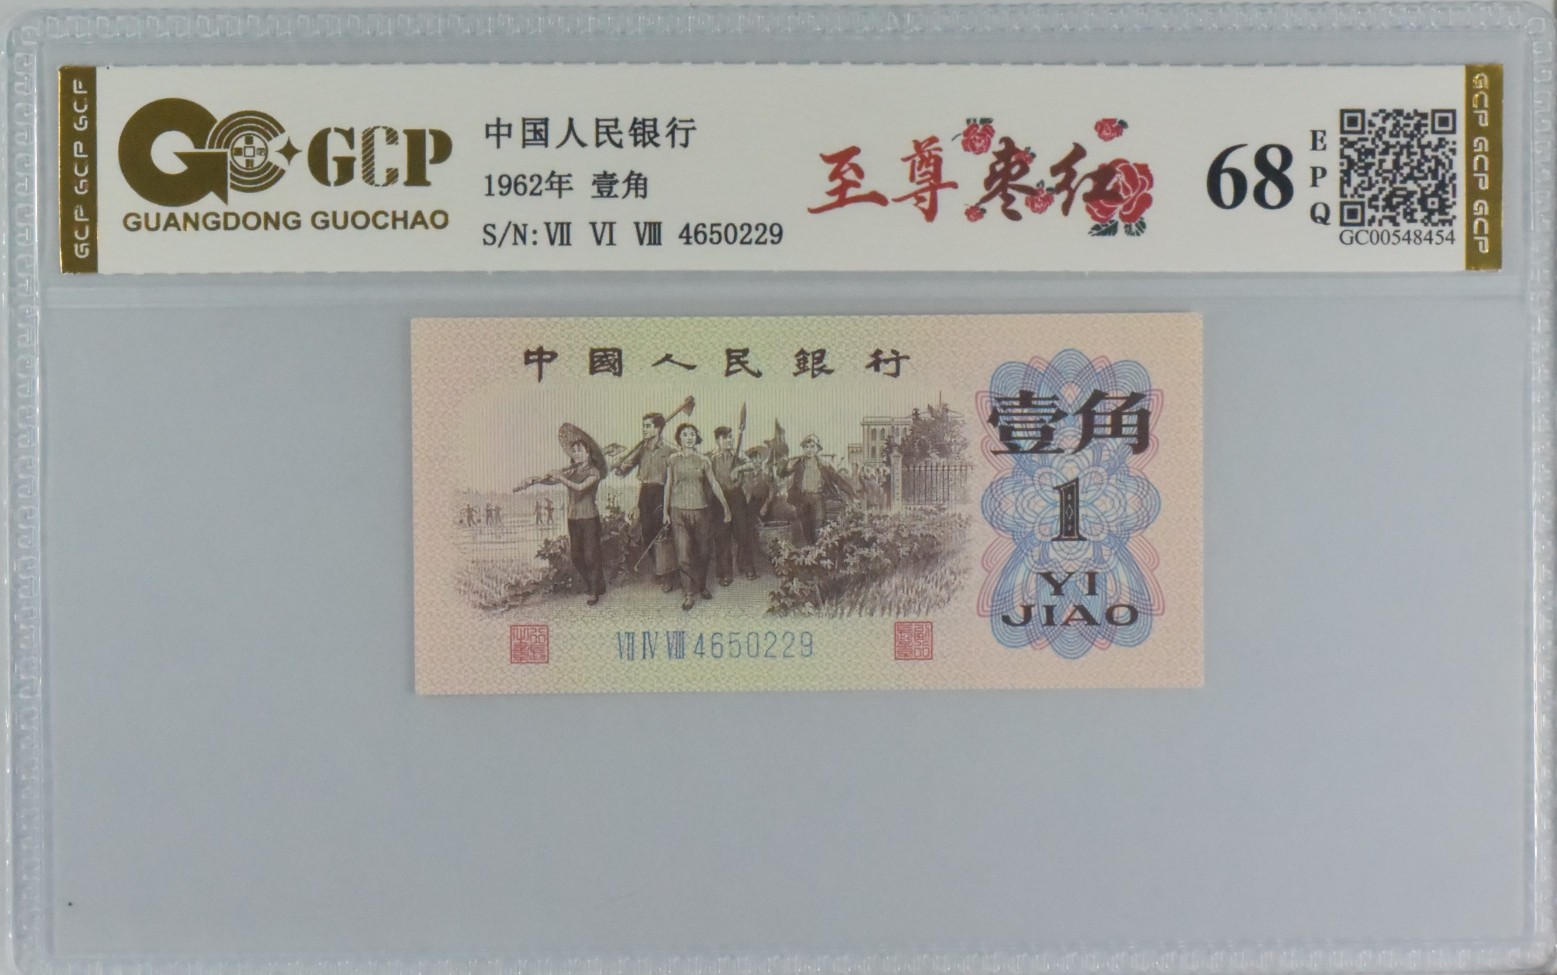 GCP GCP GCP
GCP
GUANGDONG GUOCHAO
中国人民银行
1962年 壹角
S/N: Ⅶ Ⅵ Ⅷ 4650229
至尊枣红
68
EPQ
GC00548454
GCP GCP GCP
中國人民銀行
壹角
1
YI
JIAO
Ⅶ Ⅳ Ⅷ 4650229